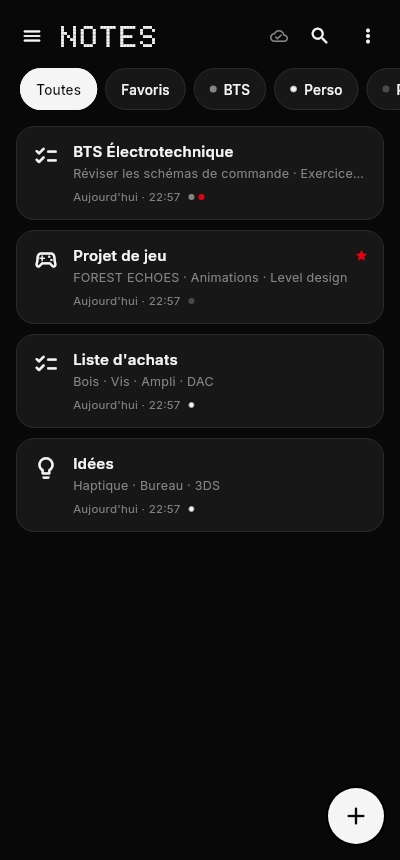 NOTES
Toutes
Favoris
BTS
Perso
BTS Électrotechnique
Réviser les schémas de commande · Exercice...
Aujourd'hui · 22:57
Projet de jeu
FOREST ECHOES · Animations · Level design
Aujourd'hui · 22:57
Liste d'achats
Bois · Vis · Ampli · DAC
Aujourd'hui · 22:57
Idées
Haptique · Bureau · 3DS
Aujourd'hui · 22:57